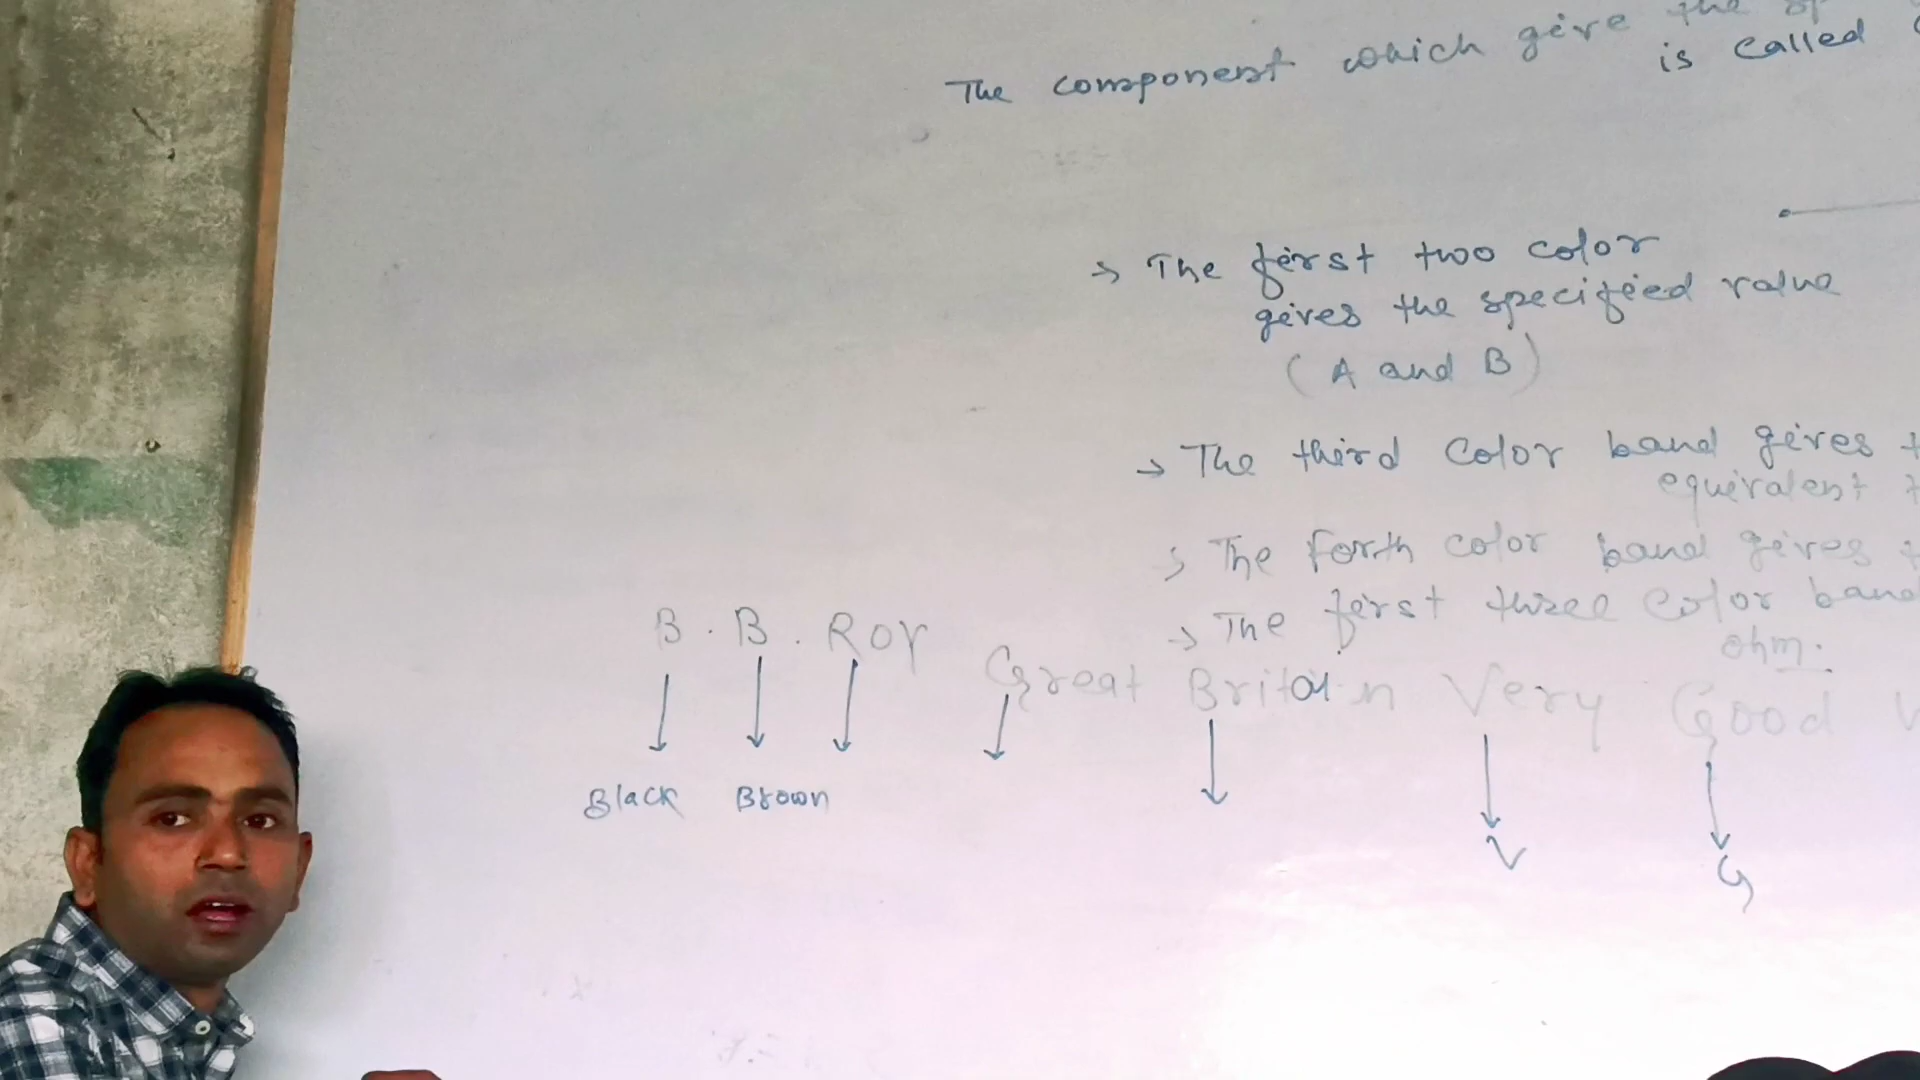 The component which give the sp
is called
→ The first two color
gives the specified value
(A and B)
→ The third color band gives t
equivalent t
→ The Forth color band gives t
→ The first three color band
ohm.
B. B. Roy Great Britain Very Good W
Black Brown
V
G